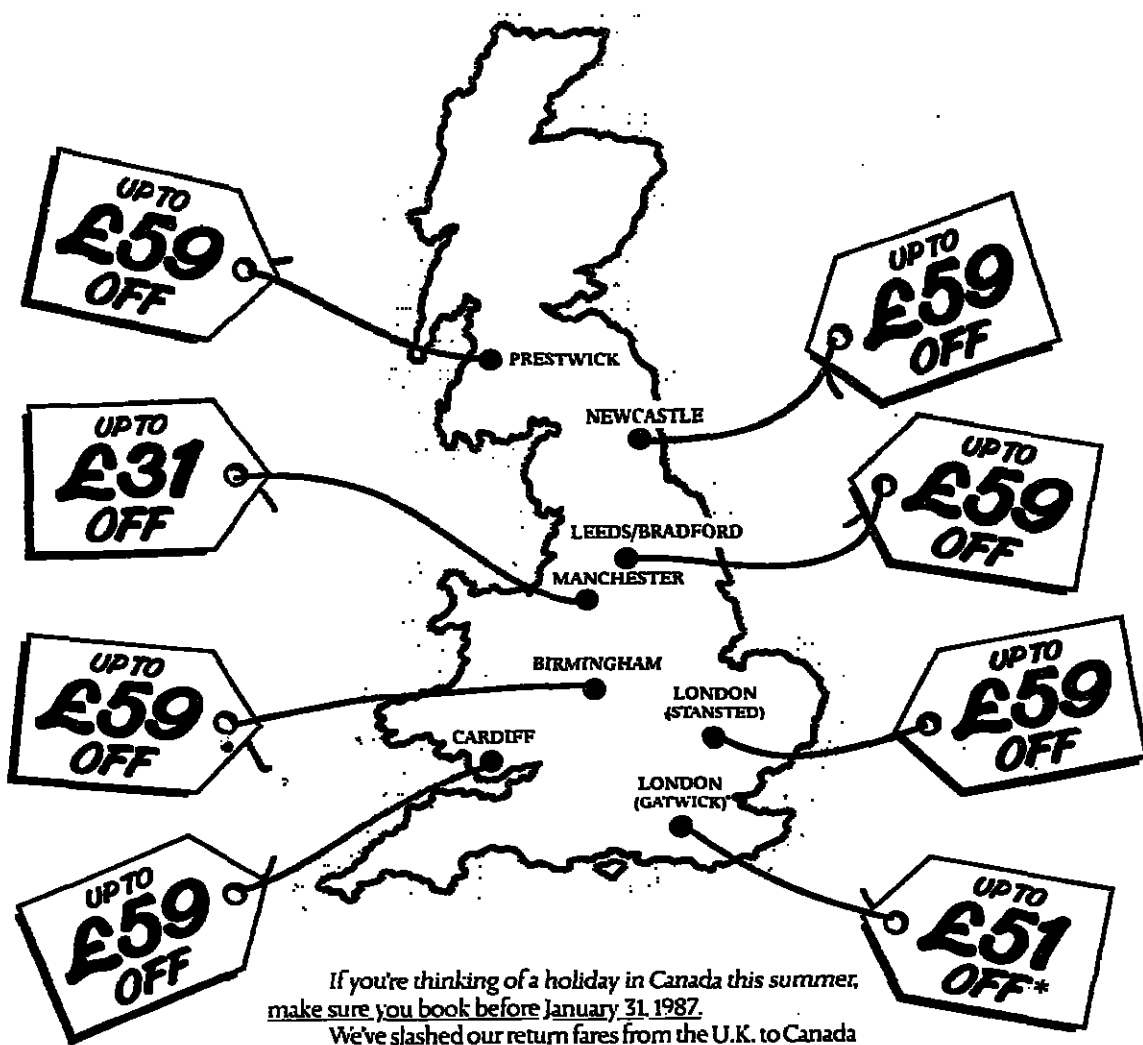 UP TO
£59
OFF
UP TO
£59
OFF
PRESTWICK
NEWCASTLE
UP TO
£31
OFF
UP TO
£59
OFF
LEEDS/BRADFORD
MANCHESTER
UP TO
£59
OFF
BIRMINGHAM
LONDON
(STANSTED)
UP TO
£59
OFF
CARDIFF
LONDON
(GATWICK)*
UP TO
£59
OFF
UP TO
£51
OFF*
If you're thinking of a holiday in Canada this summer,
make sure you book before January 31, 1987.
We've slashed our return fares from the U.K. to Canada